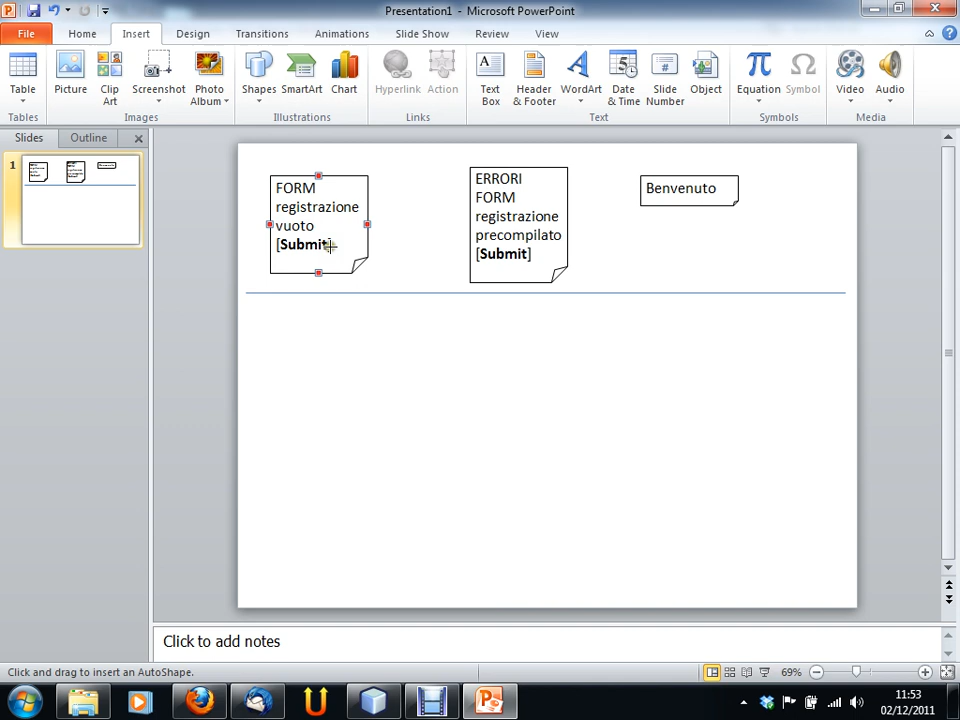 Presentation1 - Microsoft PowerPoint
File Home Insert Design Transitions Animations Slide Show Review View
Table Picture Clip Art Screenshot Photo Album Shapes SmartArt Chart Hyperlink Action Text Box Header & Footer WordArt Date & Time Slide Number Object Equation Symbol Video Audio
Tables Images Illustrations Links Text Symbols Media
Slides Outline
1
FORM
registrazione
vuoto
[Submit]
ERRORI
FORM
registrazione
precompilato
[Submit]
Benvenuto
Click to add notes
Click and drag to insert an AutoShape.
69%
11:53
02/12/2011